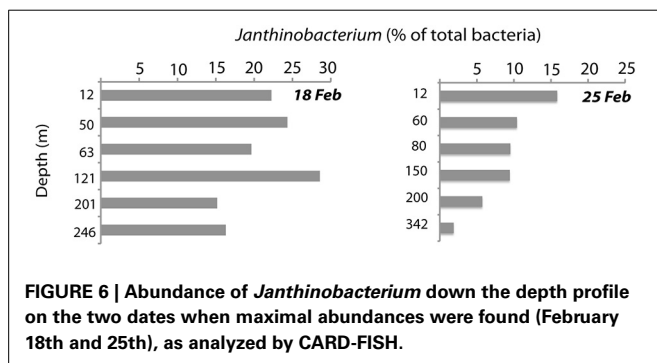 Janthinobacterium (% of total bacteria)
5 10 15 20 25 30
18 Feb
Depth (m)
12
50
63
121
201
246
5 10 15 20 25
25 Feb
12
60
80
150
200
342
FIGURE 6 | Abundance of Janthinobacterium down the depth profile
on the two dates when maximal abundances were found (February
18th and 25th), as analyzed by CARD-FISH.